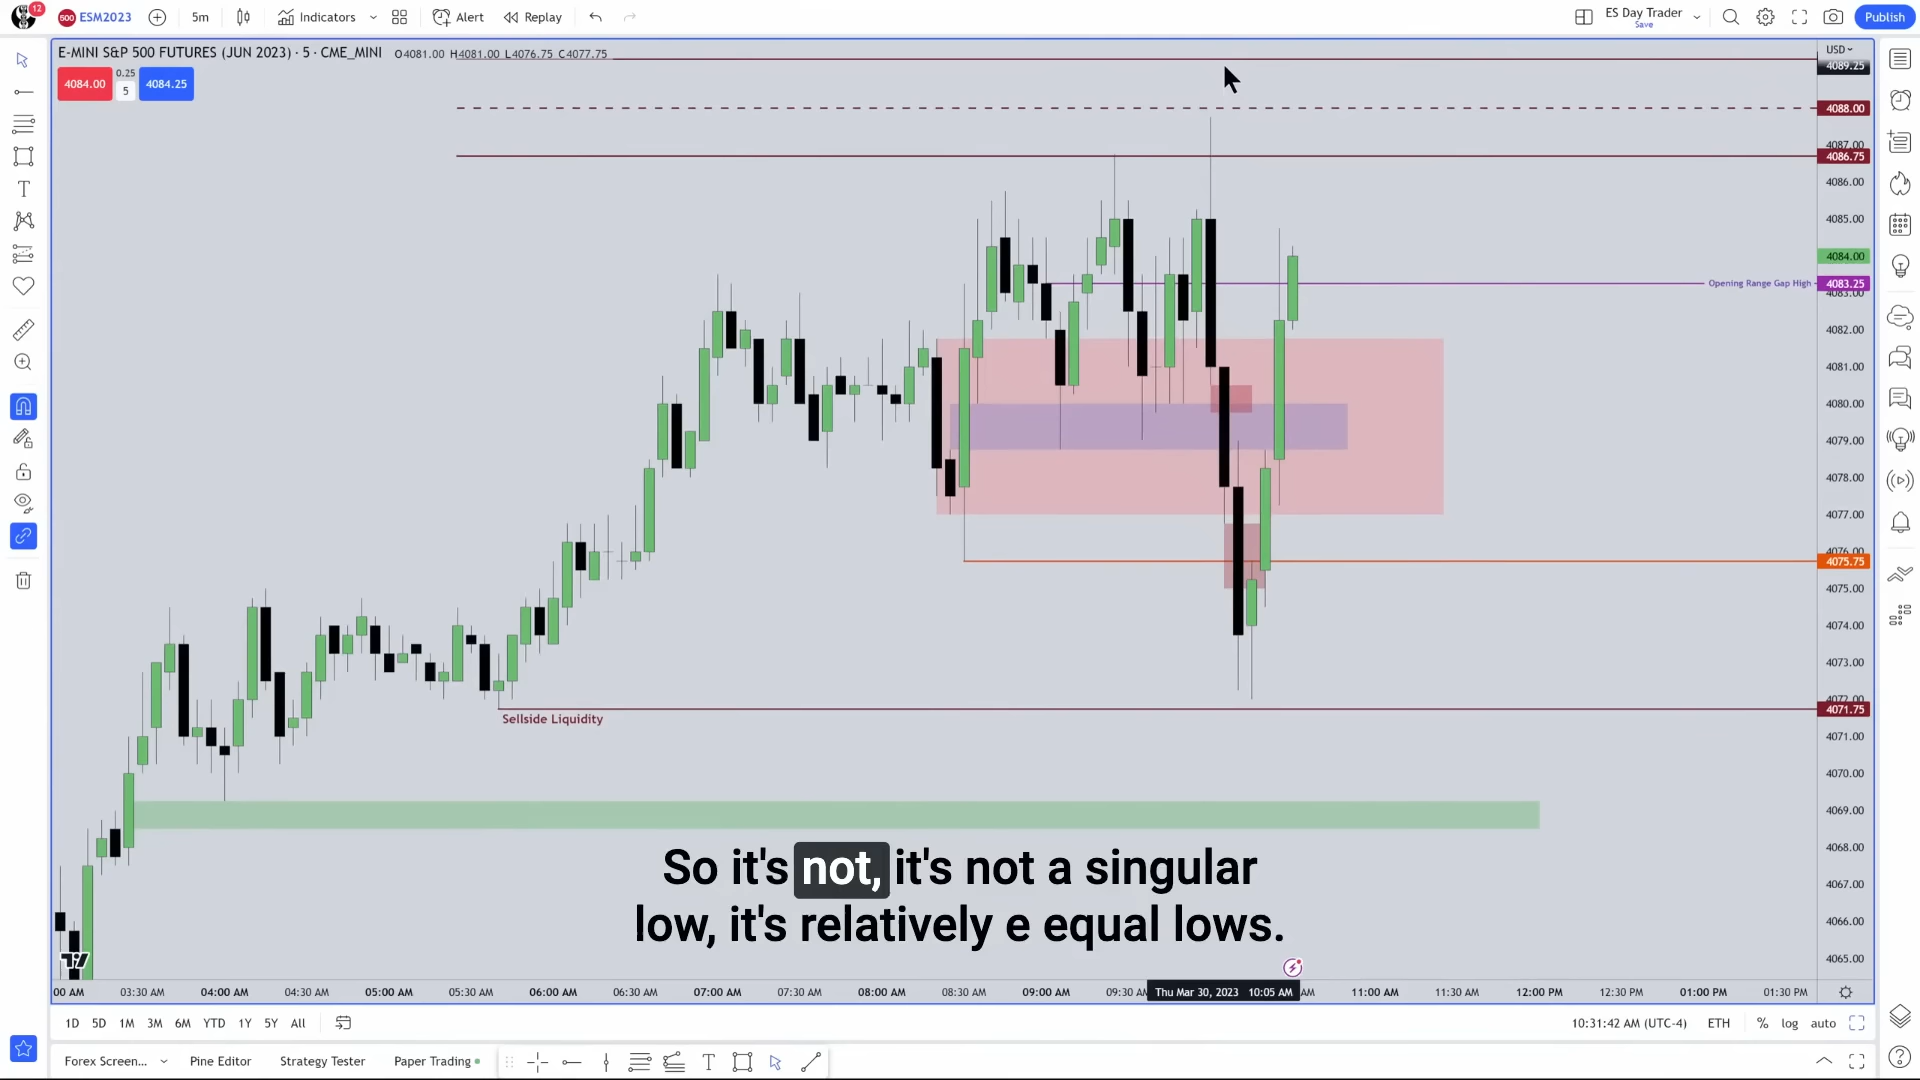 12
500 ESM2023 5m Indicators Alert Replay ES Day Trader Save Publish
E-MINI S&P 500 FUTURES (JUN 2023) · 5 · CME_MINI O4081.00 H4081.00 L4076.75 C4077.75
USD
4089.25
4084.00 0.25 5 4084.25
4088.00
4087.00
4086.75
4086.00
4085.00
4084.00
Opening Range Gap High 4083.25
4083.00
4082.00
4081.00
4080.00
4079.00
4078.00
4077.00
4076.00
4075.75
4075.00
4074.00
4073.00
4072.00
4071.75
Sellside Liquidity
4071.00
4070.00
4069.00
4068.00
4067.00
4066.00
4065.00
So it's not, it's not a singular
low, it's relatively e equal lows.
00 AM 03:30 AM 04:00 AM 04:30 AM 05:00 AM 05:30 AM 06:00 AM 06:30 AM 07:00 AM 07:30 AM 08:00 AM 08:30 AM 09:00 AM 09:30 AM Thu Mar 30, 2023 10:05 AM AM 11:00 AM 11:30 AM 12:00 PM 12:30 PM 01:00 PM 01:30 PM
1D 5D 1M 3M 6M YTD 1Y 5Y All 10:31:42 AM (UTC-4) ETH % log auto
Forex Screen... Pine Editor Strategy Tester Paper Trading